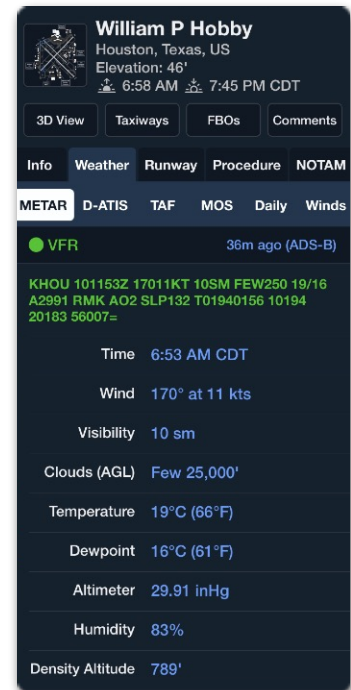 William P Hobby
Houston, Texas, US
Elevation: 46'
6:58 AM 7:45 PM CDT
3D View Taxiways FBOs Comments
Info Weather Runway Procedure NOTAM
METAR D-ATIS TAF MOS Daily Winds
VFR 36m ago (ADS-B)
KHOU 101153Z 17011KT 10SM FEW250 19/16
A2991 RMK AO2 SLP132 T01940156 10194
20183 56007=
Time 6:53 AM CDT
Wind 170° at 11 kts
Visibility 10 sm
Clouds (AGL) Few 25,000'
Temperature 19°C (66°F)
Dewpoint 16°C (61°F)
Altimeter 29.91 inHg
Humidity 83%
Density Altitude 789'